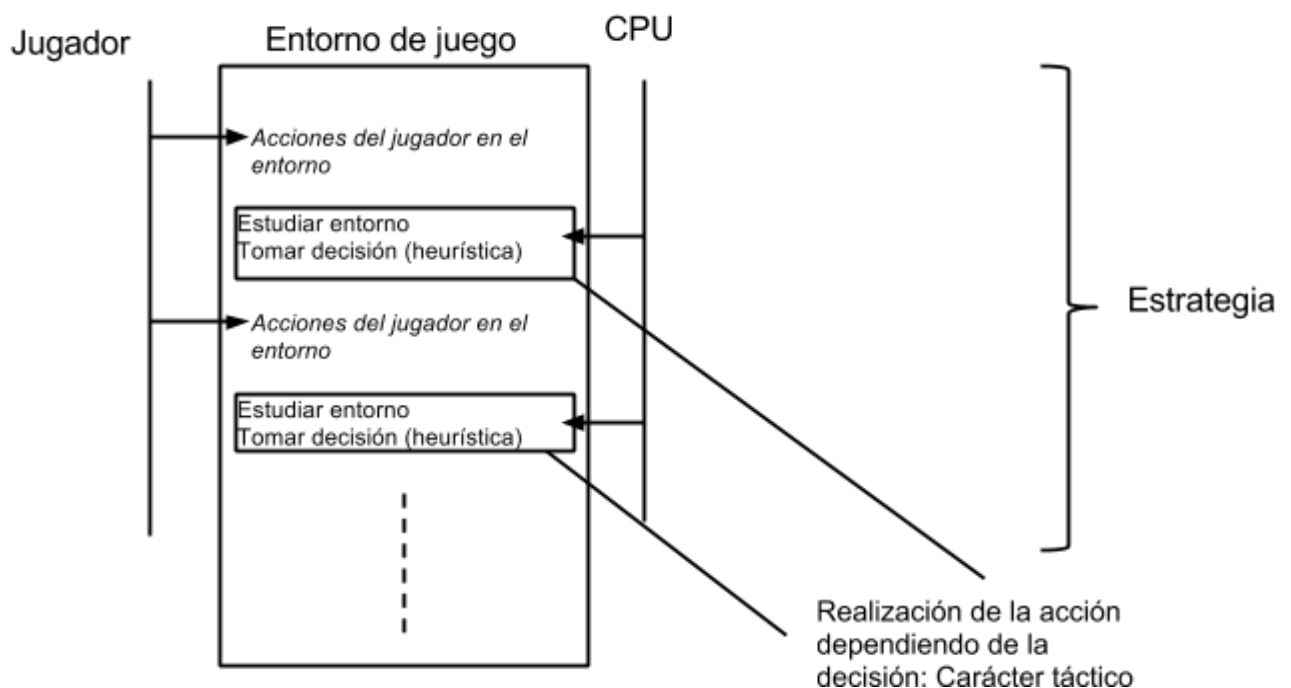 Jugador
Entorno de juego
CPU
Acciones del jugador en el
entorno
Estudiar entorno
Tomar decisión (heurística)
Acciones del jugador en el
entorno
Estudiar entorno
Tomar decisión (heurística)
Estrategia
Realización de la acción
dependiendo de la
decisión: Carácter táctico